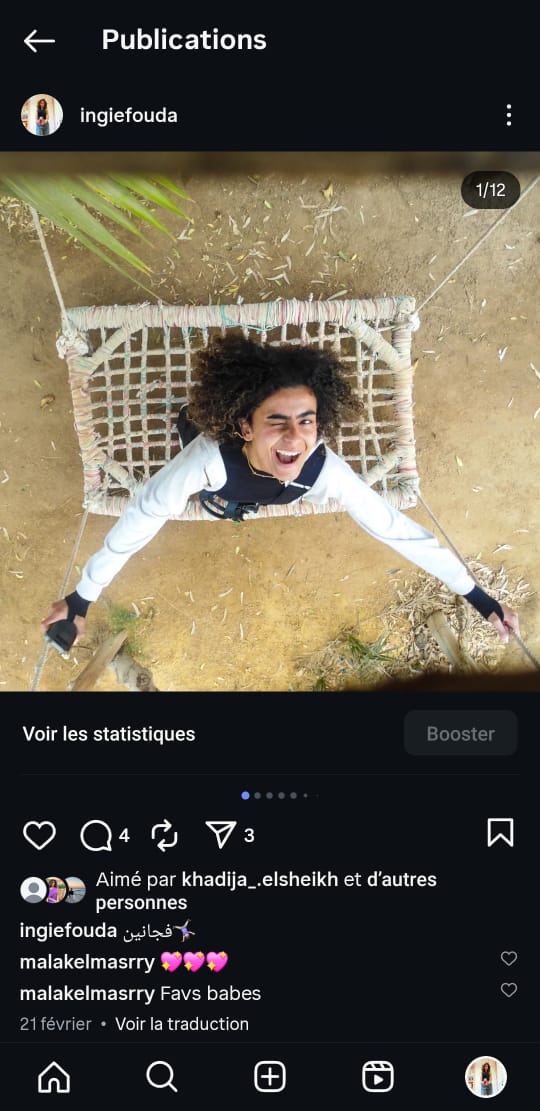 Publications
ingiefouda
1/12
Voir les statistiques
Booster
4
3
Aimé par khadija_.elsheikh et d’autres
personnes
ingiefouda فجانين🤸🏻‍♀️
malakelmasrry 💖💖💖
malakelmasrry Favs babes
21 février • Voir la traduction